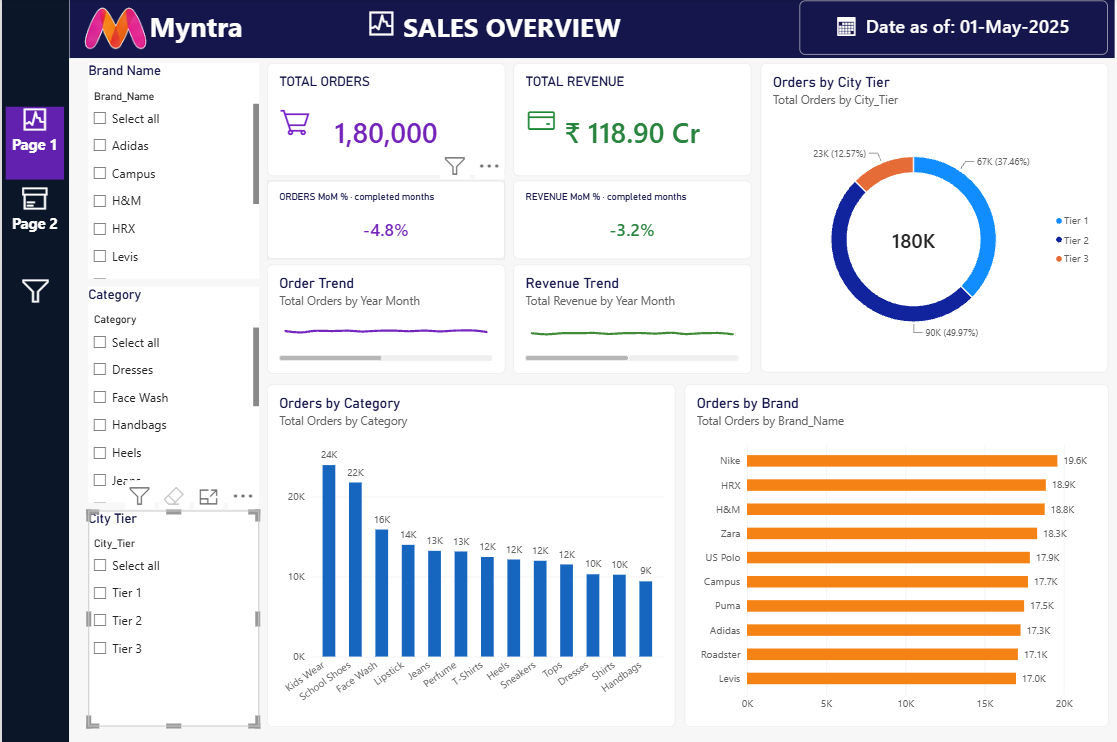 Myntra
SALES OVERVIEW
Date as of: 01-May-2025
Page 1
Page 2
Brand Name
Brand_Name
Select all
Adidas
Campus
H&M
HRX
Levis
Category
Category
Select all
Dresses
Face Wash
Handbags
Heels
City Tier
City_Tier
Select all
Tier 1
Tier 2
Tier 3
TOTAL ORDERS
1,80,000
TOTAL REVENUE
₹ 118.90 Cr
ORDERS MoM % · completed months
-4.8%
REVENUE MoM % · completed months
-3.2%
Order Trend
Total Orders by Year Month
Revenue Trend
Total Revenue by Year Month
Orders by City Tier
Total Orders by City_Tier
23K (12.57%)
67K (37.46%)
180K
90K (49.97%)
Tier 1
Tier 2
Tier 3
Orders by Category
Total Orders by Category
20K
10K
0K
24K
22K
16K
14K
13K
13K
12K
12K
12K
12K
10K
10K
9K
Kids Wear
School Shoes
Face Wash
Lipstick
Jeans
Perfume
T-Shirts
Heels
Sneakers
Tops
Dresses
Shirts
Handbags
Orders by Brand
Total Orders by Brand_Name
Nike 19.6K
HRX 18.9K
H&M 18.8K
Zara 18.3K
US Polo 17.9K
Campus 17.7K
Puma 17.5K
Adidas 17.3K
Roadster 17.1K
Levis 17.0K
0K 5K 10K 15K 20K